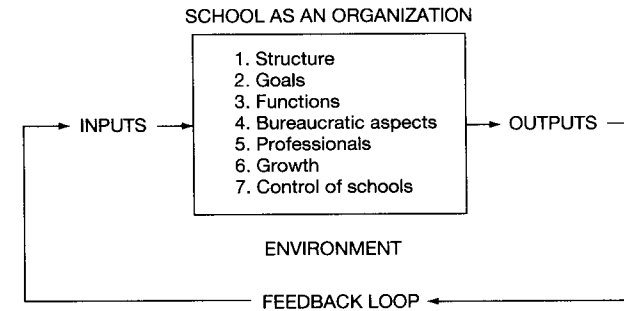 SCHOOL AS AN ORGANIZATION
1. Structure
2. Goals
3. Functions
4. Bureaucratic aspects
5. Professionals
6. Growth
7. Control of schools
INPUTS
OUTPUTS
ENVIRONMENT
FEEDBACK LOOP